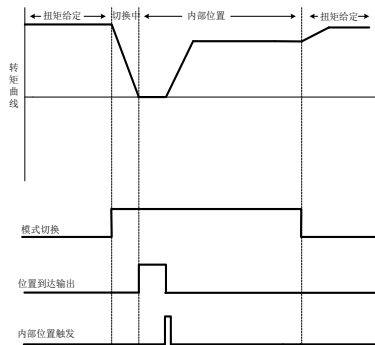 扭矩给定
切换中
内部位置
扭矩给定
转矩曲线
模式切换
位置到达输出
内部位置触发